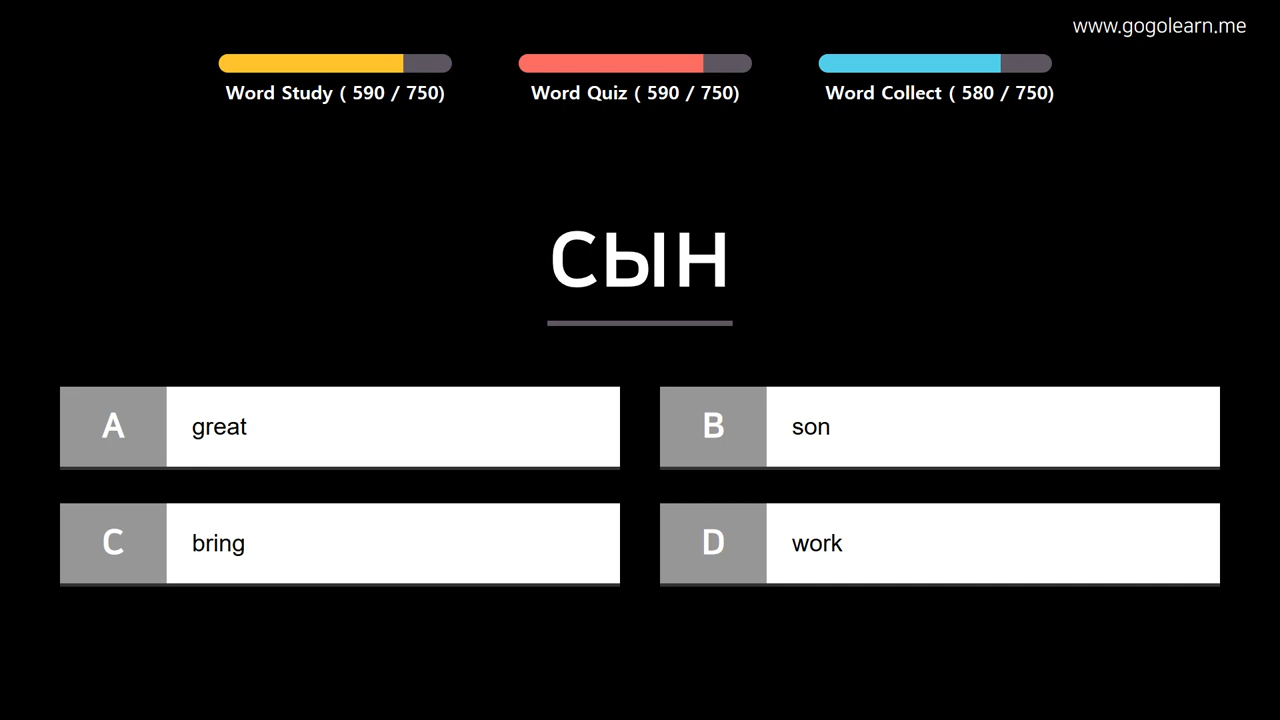 www.gogolearn.me
Word Study ( 590 / 750)
Word Quiz ( 590 / 750)
Word Collect ( 580 / 750)
сын
A great
B son
C bring
D work